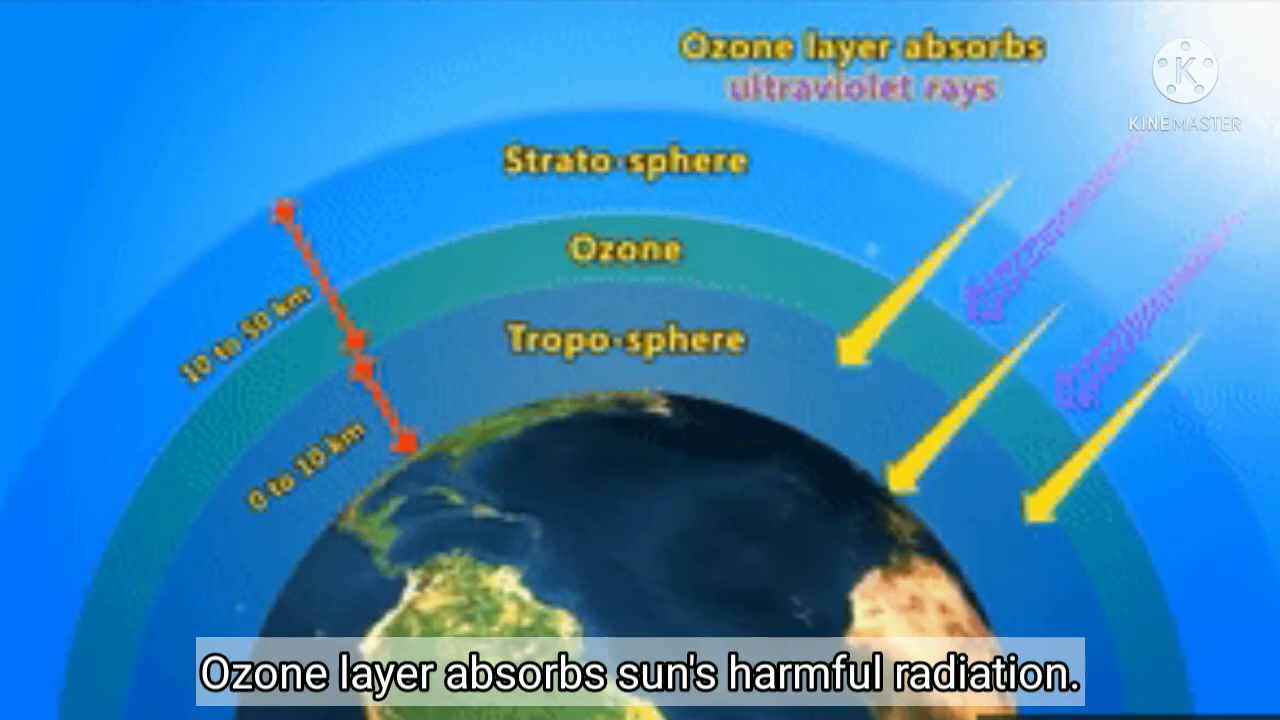 Ozone layer absorbs
ultraviolet rays
KINEMASTER
Strato-sphere
Ozone
10 to 50 km
Tropo-sphere
0 to 10 km
Ozone layer absorbs sun's harmful radiation.